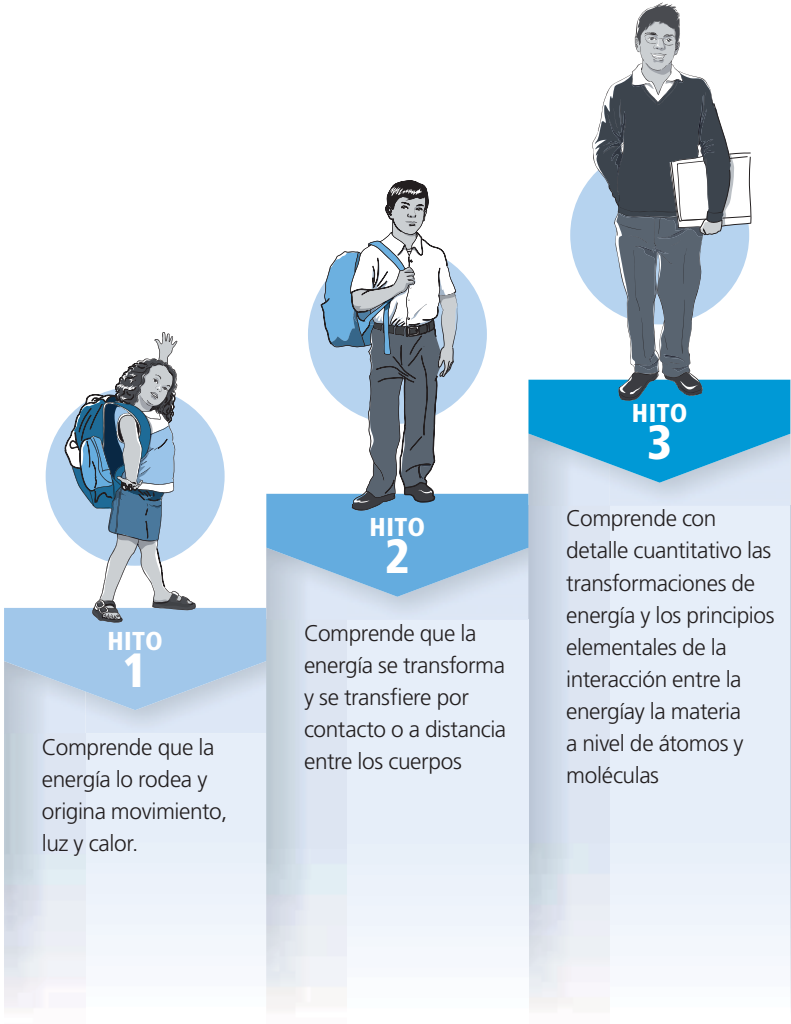 HITO
1
Comprende que la
energía lo rodea y
origina movimiento,
luz y calor.
HITO
2
Comprende que la
energía se transforma
y se transfiere por
contacto o a distancia
entre los cuerpos
HITO
3
Comprende con
detalle cuantitativo las
transformaciones de
energía y los principios
elementales de la
interacción entre la
energíay la materia
a nivel de átomos y
moléculas